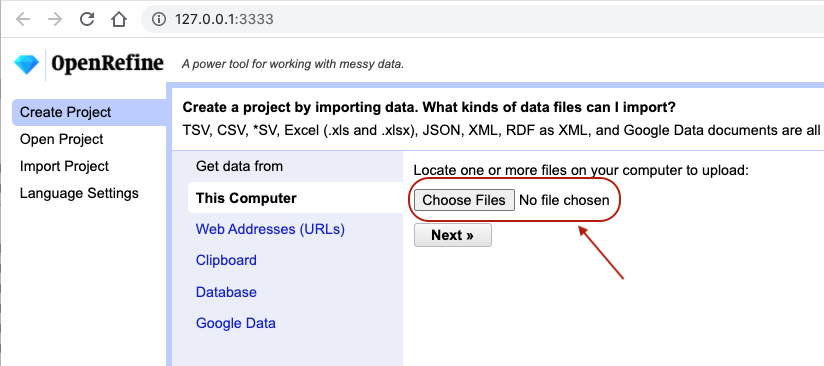 127.0.0.1:3333
OpenRefine A power tool for working with messy data.
Create Project
Open Project
Import Project
Language Settings
Create a project by importing data. What kinds of data files can I import?
TSV, CSV, *SV, Excel (.xls and .xlsx), JSON, XML, RDF as XML, and Google Data documents are all
Get data from
This Computer
Web Addresses (URLs)
Clipboard
Database
Google Data
Locate one or more files on your computer to upload:
Choose Files No file chosen
Next »